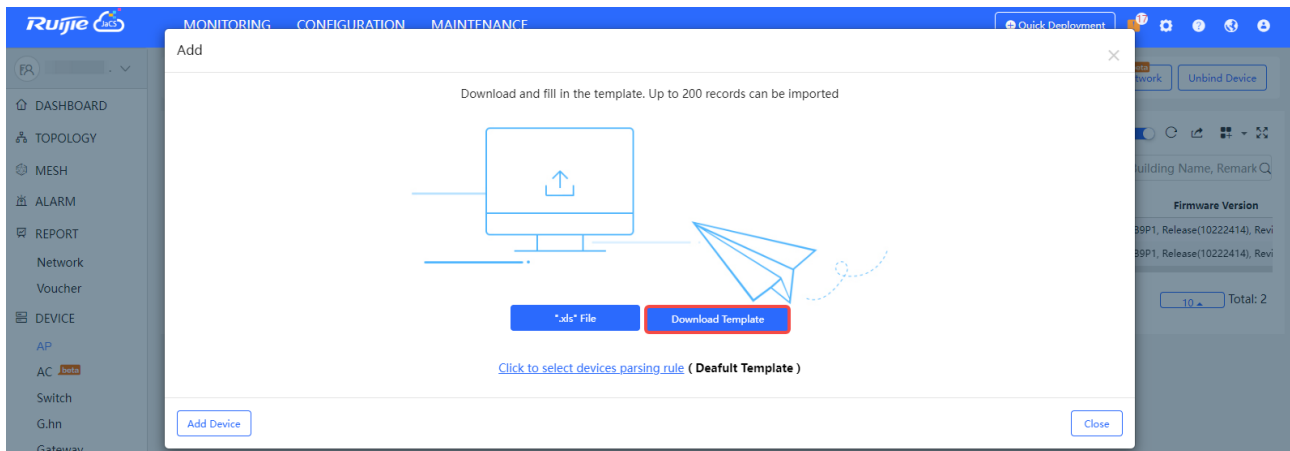 Ruijie JaCS MONITORING CONFIGURATION MAINTENANCE Quick Deployment 17
Add
Download and fill in the template. Up to 200 records can be imported
"xls" File Download Template
Click to select devices parsing rule ( Deafult Template )
Add Device Close
DASHBOARD
TOPOLOGY
MESH
ALARM
REPORT
Network
Voucher
DEVICE
AP
AC beta
Switch
G.hn
Gateway
Unbind Device
Building Name, Remark
Firmware Version
B9P1, Release(10222414), Revi
B9P1, Release(10222414), Revi
10 Total: 2